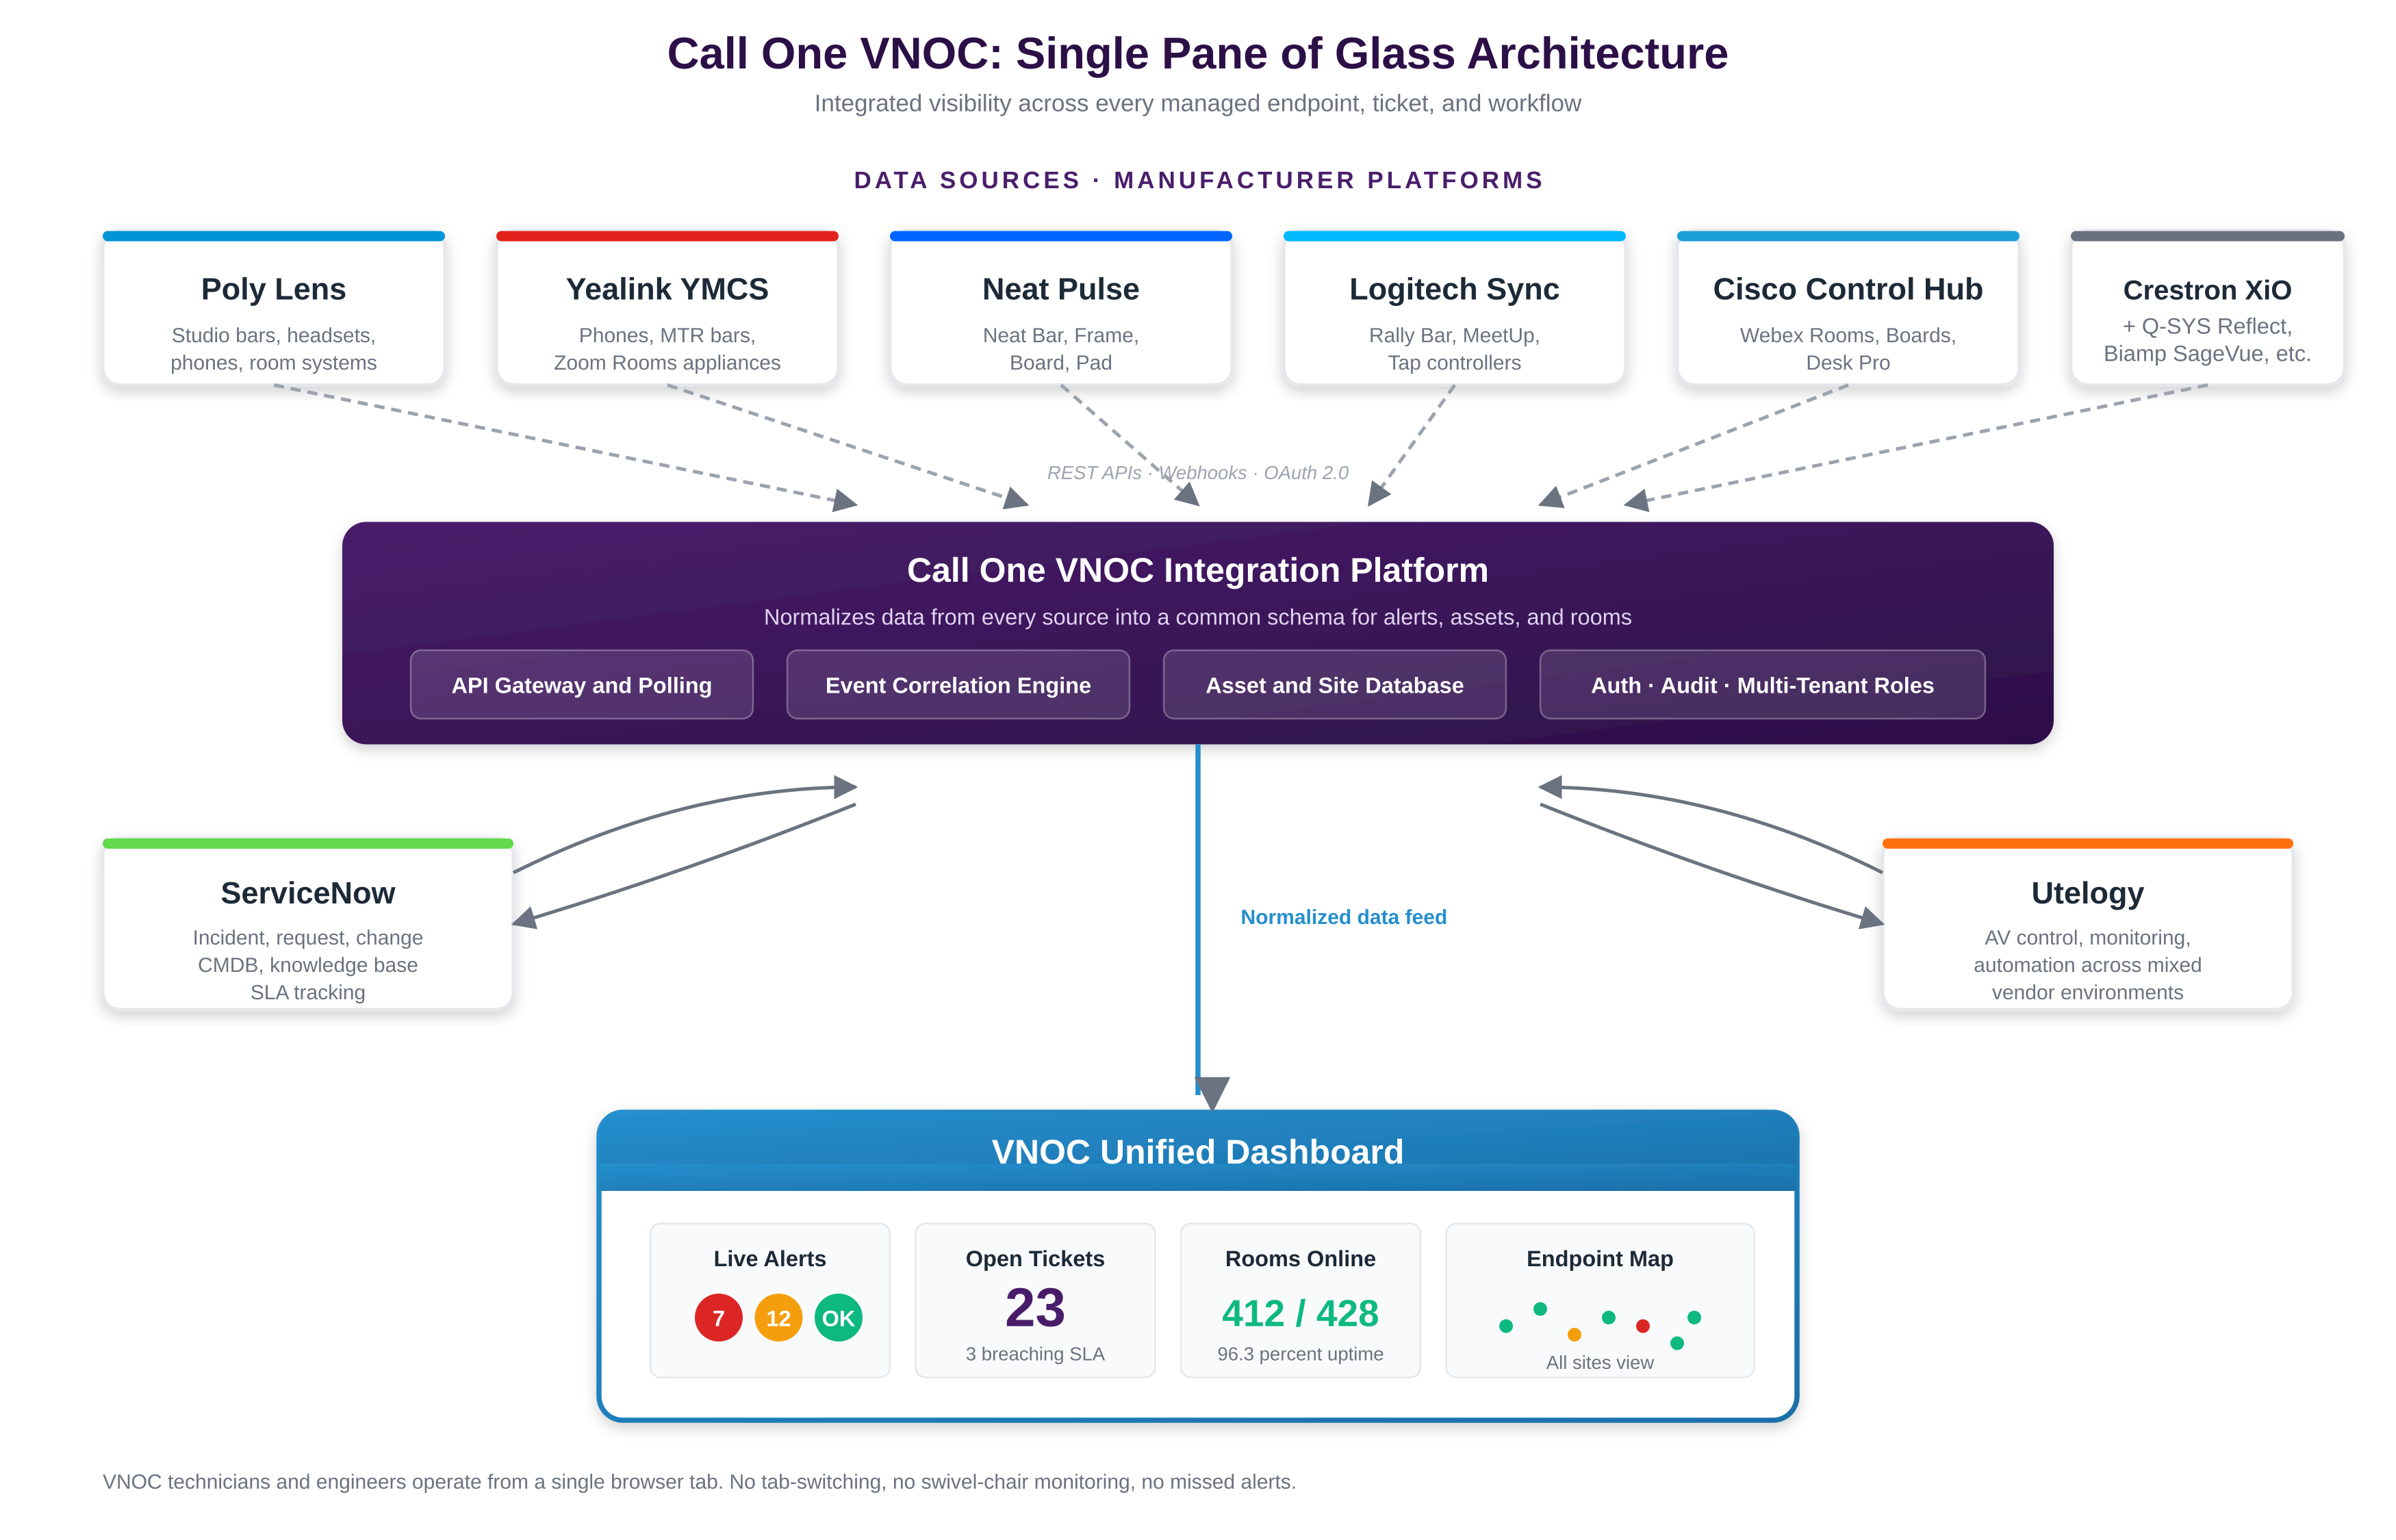 Call One VNOC: Single Pane of Glass Architecture
Integrated visibility across every managed endpoint, ticket, and workflow
DATA SOURCES · MANUFACTURER PLATFORMS
Poly Lens
Studio bars, headsets,
phones, room systems
Yealink YMCS
Phones, MTR bars,
Zoom Rooms appliances
Neat Pulse
Neat Bar, Frame,
Board, Pad
Logitech Sync
Rally Bar, MeetUp,
Tap controllers
Cisco Control Hub
Webex Rooms, Boards,
Desk Pro
Crestron XiO
+ Q-SYS Reflect,
Biamp SageVue, etc.
REST APIs · Webhooks · OAuth 2.0
Call One VNOC Integration Platform
Normalizes data from every source into a common schema for alerts, assets, and rooms
API Gateway and Polling
Event Correlation Engine
Asset and Site Database
Auth · Audit · Multi-Tenant Roles
ServiceNow
Incident, request, change
CMDB, knowledge base
SLA tracking
Normalized data feed
Utelogy
AV control, monitoring,
automation across mixed
vendor environments
VNOC Unified Dashboard
Live Alerts
7
12
OK
Open Tickets
23
3 breaching SLA
Rooms Online
412 / 428
96.3 percent uptime
Endpoint Map
All sites view
VNOC technicians and engineers operate from a single browser tab. No tab-switching, no swivel-chair monitoring, no missed alerts.